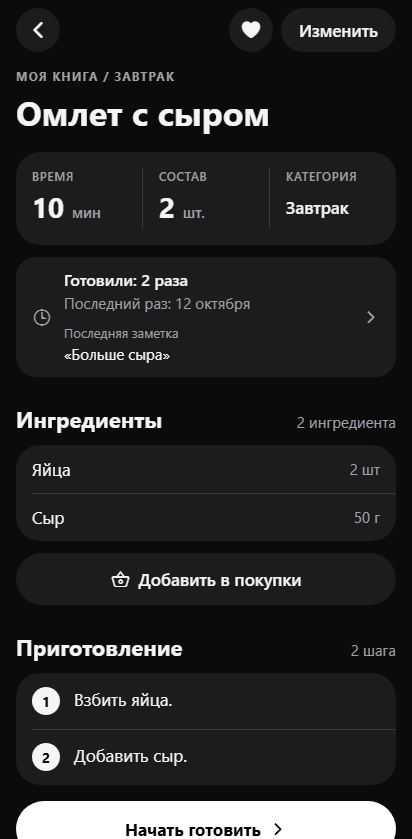 Изменить
МОЯ КНИГА / ЗАВТРАК
Омлет с сыром
ВРЕМЯ
10 мин
СОСТАВ
2 шт.
КАТЕГОРИЯ
Завтрак
Готовили: 2 раза
Последний раз: 12 октября
Последняя заметка
«Больше сыра»
Ингредиенты 2 ингредиента
Яйца 2 шт
Сыр 50 г
Добавить в покупки
Приготовление 2 шага
1 Взбить яйца.
2 Добавить сыр.
Начать готовить